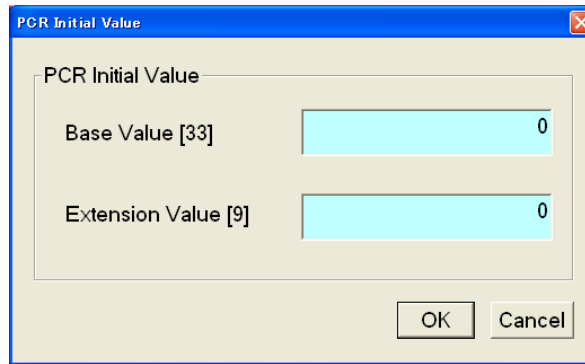 PCR Initial Value
PCR Initial Value
Base Value [33]
0
Extension Value [9]
0
OK
Cancel